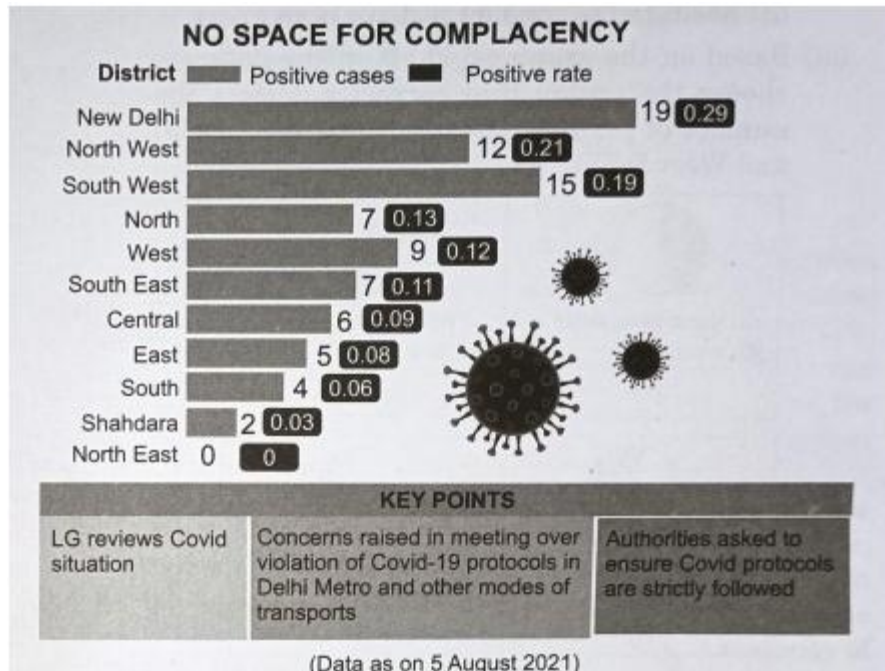 NO SPACE FOR COMPLACENCY
District Positive cases Positive rate
New Delhi 19 0.29
North West 12 0.21
South West 15 0.19
North 7 0.13
West 9 0.12
South East 7 0.11
Central 6 0.09
East 5 0.08
South 4 0.06
Shahdara 2 0.03
North East 0 0
KEY POINTS
LG reviews Covid
situation
Concerns raised in meeting over
violation of Covid-19 protocols in
Delhi Metro and other modes of
transports
Authorities asked to
ensure Covid protocols
are strictly followed
(Data as on 5 August 2021)